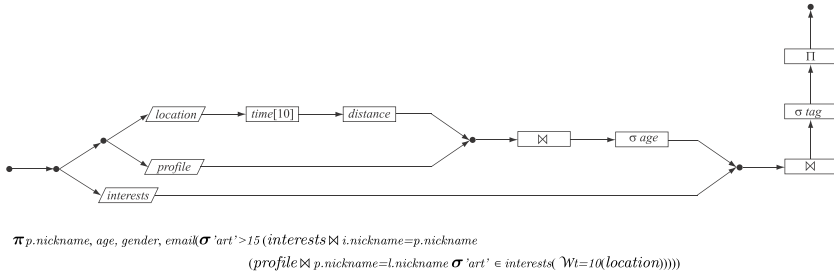 Π
σ tag
location
time[10]
distance
⋈
σ age
profile
⋈
interests
π p.nickname, age, gender, email(σ 'art'>15 (interests ⋈ i.nickname=p.nickname
(profile ⋈ p.nickname=l.nickname σ 'art' ∈ interests( Wt=10(location)))))